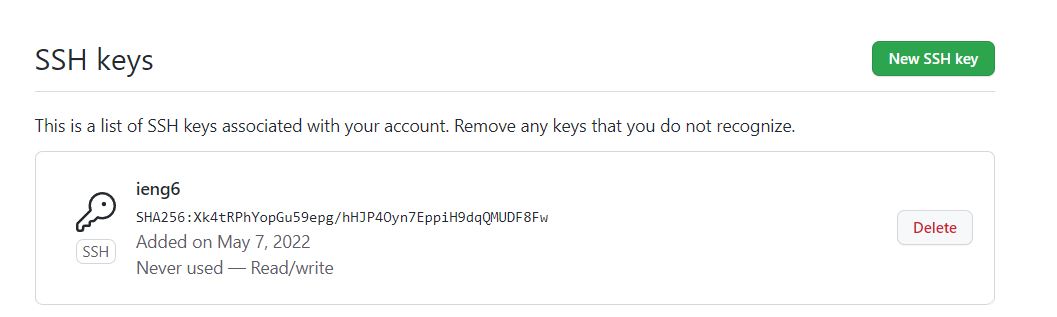 SSH keys
New SSH key
This is a list of SSH keys associated with your account. Remove any keys that you do not recognize.
ieng6
SHA256:Xk4tRPhYopGu59epg/hHJP4Oyn7EppiH9dqQMUDF8Fw
Added on May 7, 2022
Never used — Read/write
SSH
Delete